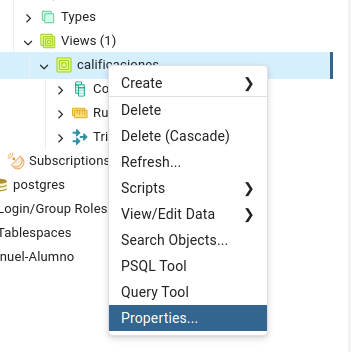 Types
Views (1)
calificaciones
Create
Co
Delete
Ru
Delete (Cascade)
Tri
Refresh...
Subscriptions
Scripts
postgres
View/Edit Data
Login/Group Roles
Search Objects...
Tablespaces
PSQL Tool
nuel-Alumno
Query Tool
Properties...